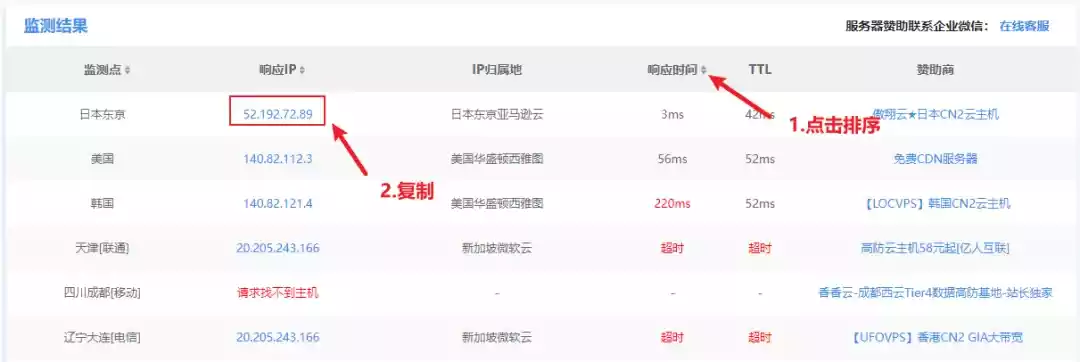 监测结果 服务器赞助联系企业微信： 在线客服
监测点 响应IP IP归属地 响应时间 TTL 赞助商
日本东京 52.192.72.89 日本东京亚马逊云 3ms 42ms 傲翔云★日本CN2云主机
1.点击排序
美国 140.82.112.3 美国华盛顿西雅图 56ms 52ms 免费CDN服务器
2.复制
韩国 140.82.121.4 美国华盛顿西雅图 220ms 52ms 【LOCVPS】韩国CN2云主机
天津[联通] 20.205.243.166 新加坡微软云 超时 超时 高防云主机58元起[亿人互联]
四川成都[移动] 请求找不到主机 - - - 香香云-成都西云Tier4数据高防基地-站长独家
辽宁大连[电信] 20.205.243.166 新加坡微软云 超时 超时 【UFOVPS】香港CN2 GIA大带宽